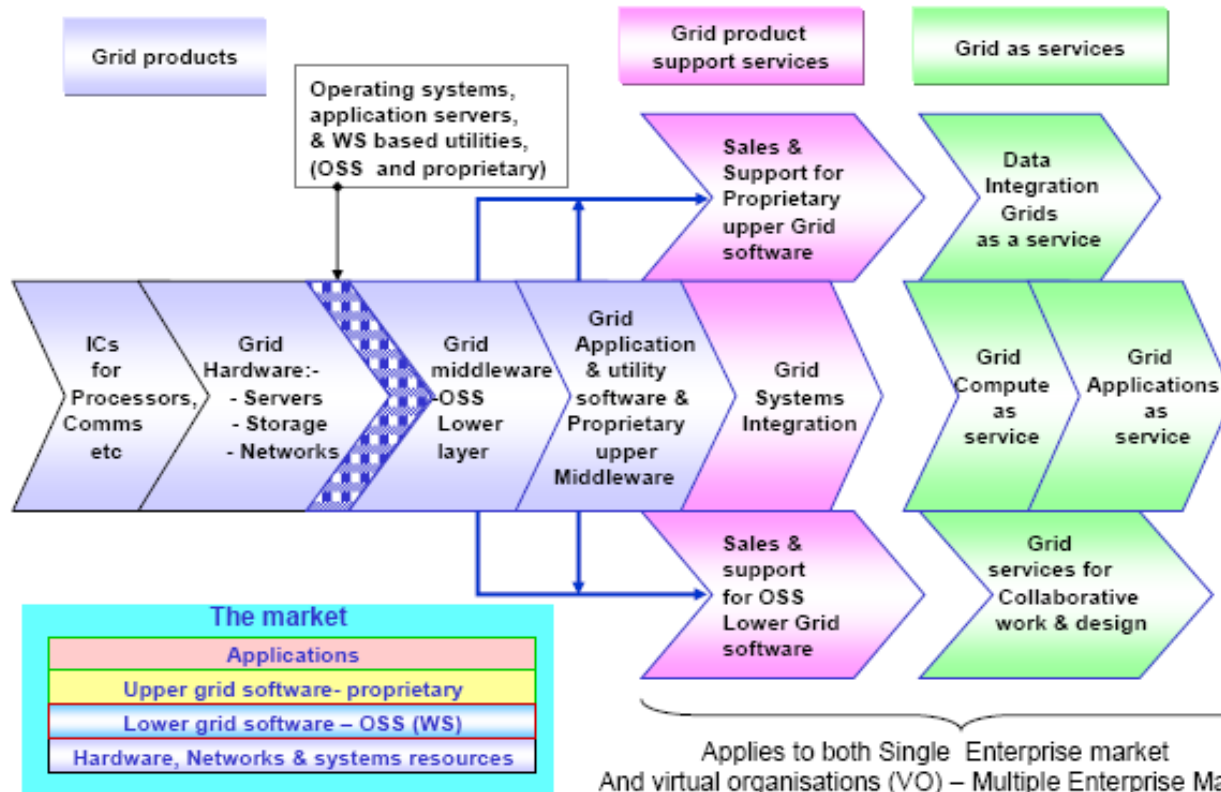 Grid products
Grid product
support services
Grid as services
Operating systems,
application servers,
& WS based utilities,
(OSS and proprietary)
Sales &
Support for
Proprietary
upper Grid
software
Data
Integration
Grids
as a service
ICs
for
Processors,
Comms
etc
Grid
Hardware:-
- Servers
- Storage
- Networks
Grid
middleware
-OSS
Lower
layer
Grid
Application
& utility
software &
Proprietary
upper
Middleware
Grid
Systems
Integration
Grid
Compute
as
service
Grid
Applications
as
service
Sales &
support
for OSS
Lower Grid
software
Grid
services for
Collaborative
work & design
The market
Applications
Upper grid software- proprietary
Lower grid software – OSS (WS)
Hardware, Networks & systems resources
Applies to both Single Enterprise market
And virtual organisations (VO) – Multiple Enterprise Ma